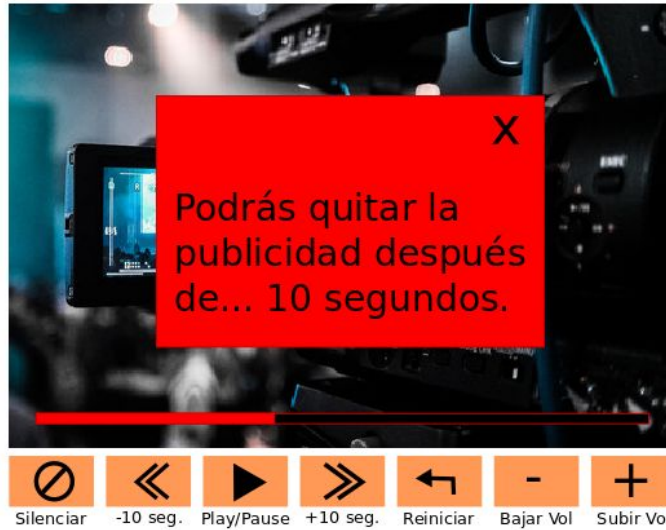 X
Podrás quitar la
publicidad después
de... 10 segundos.
Silenciar
-10 seg.
Play/Pause
+10 seg.
Reiniciar
Bajar Vol
Subir Vo